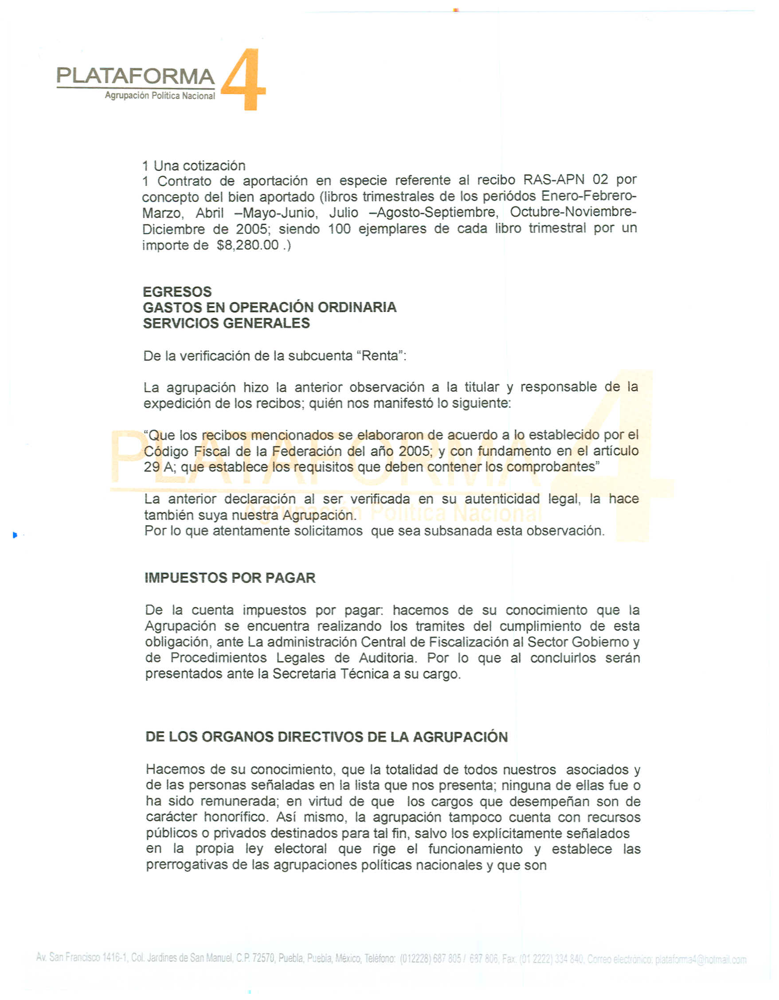 PLATAFORMA 4
Agrupación Política Nacional
1 Una cotización
1 Contrato de aportación en especie referente al recibo RAS-APN 02 por
concepto del bien aportado (libros trimestrales de los periódos Enero-Febrero-
Marzo, Abril –Mayo-Junio, Julio –Agosto-Septiembre, Octubre-Noviembre-
Diciembre de 2005; siendo 100 ejemplares de cada libro trimestral por un
importe de $8,280.00 .)
EGRESOS
GASTOS EN OPERACIÓN ORDINARIA
SERVICIOS GENERALES
De la verificación de la subcuenta “Renta”:
La agrupación hizo la anterior observación a la titular y responsable de la
expedición de los recibos; quién nos manifestó lo siguiente:
“Que los recibos mencionados se elaboraron de acuerdo a lo establecido por el
Código Fiscal de la Federación del año 2005; y con fundamento en el artículo
29 A; que establece los requisitos que deben contener los comprobantes”
La anterior declaración al ser verificada en su autenticidad legal, la hace
también suya nuestra Agrupación.
Por lo que atentamente solicitamos que sea subsanada esta observación.
PLATAFORMA 4
Agrupación Política Nacional
IMPUESTOS POR PAGAR
De la cuenta impuestos por pagar: hacemos de su conocimiento que la
Agrupación se encuentra realizando los tramites del cumplimiento de esta
obligación, ante La administración Central de Fiscalización al Sector Gobierno y
de Procedimientos Legales de Auditoria. Por lo que al concluirlos serán
presentados ante la Secretaria Técnica a su cargo.
DE LOS ORGANOS DIRECTIVOS DE LA AGRUPACIÓN
Hacemos de su conocimiento, que la totalidad de todos nuestros asociados y
de las personas señaladas en la lista que nos presenta; ninguna de ellas fue o
ha sido remunerada; en virtud de que los cargos que desempeñan son de
carácter honorífico. Así mismo, la agrupación tampoco cuenta con recursos
públicos o privados destinados para tal fin, salvo los explícitamente señalados
en la propia ley electoral que rige el funcionamiento y establece las
prerrogativas de las agrupaciones políticas nacionales y que son
Av. San Francisco 1416-1, Col. Jardines de San Manuel, C.P. 72570, Puebla, Puebla, México, Teléfono: (012228) 687 805 / 687 806, Fax: (01 2222) 334 840, Correo electrónico: plataforma4@hotmail.com